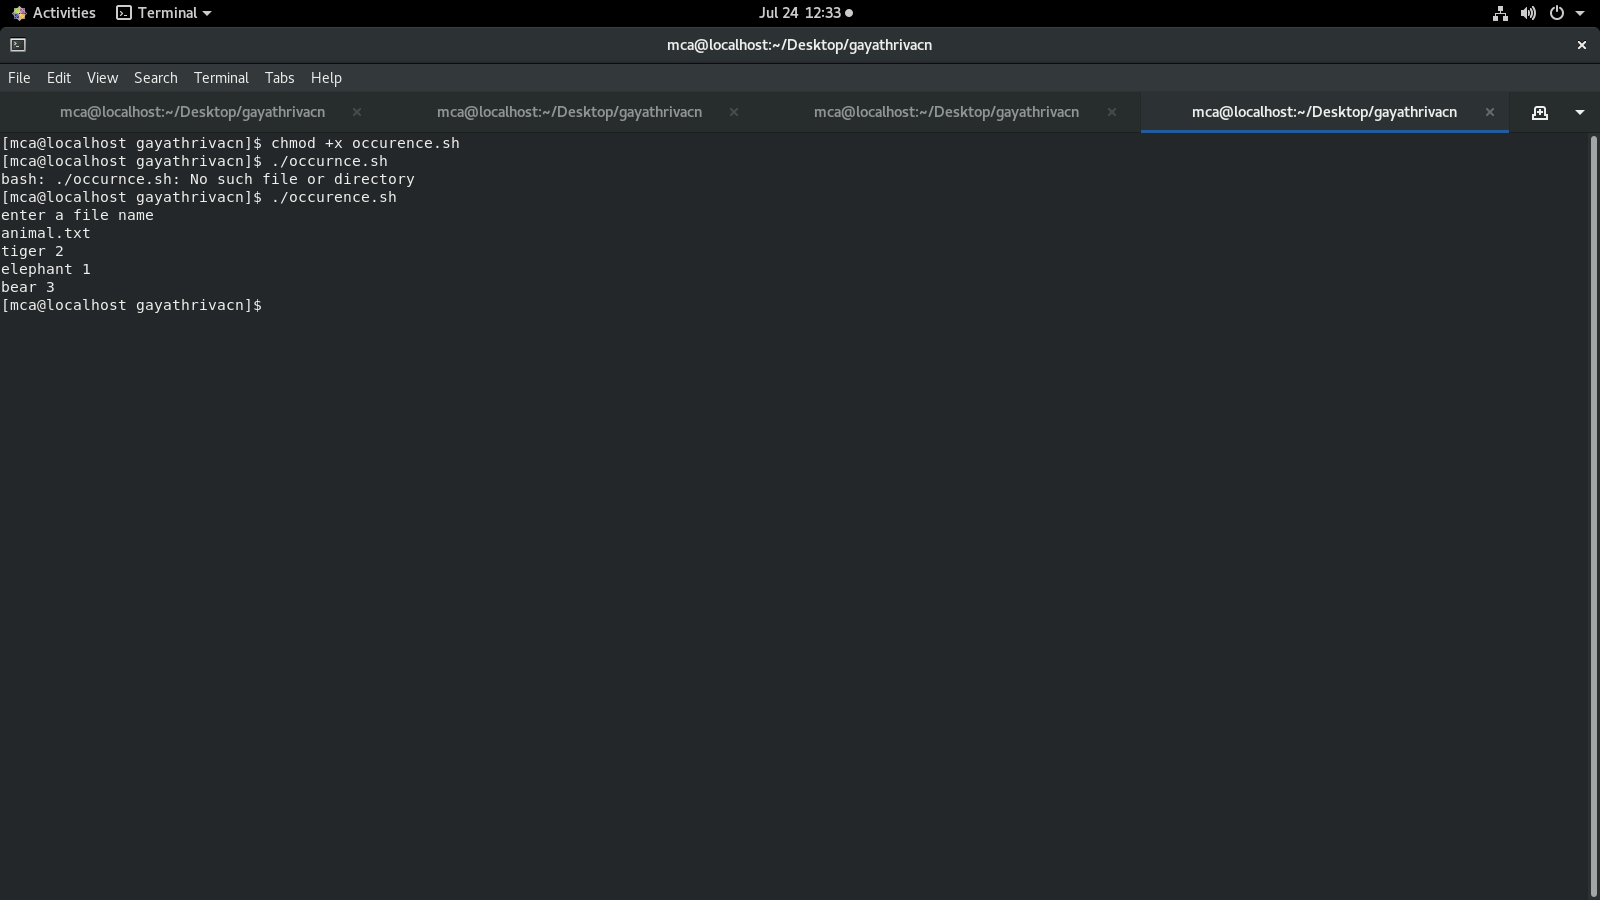 Activities Terminal Jul 24 12:33
mca@localhost:~/Desktop/gayathrivacn
File Edit View Search Terminal Tabs Help
mca@localhost:~/Desktop/gayathrivacn mca@localhost:~/Desktop/gayathrivacn mca@localhost:~/Desktop/gayathrivacn mca@localhost:~/Desktop/gayathrivacn
[mca@localhost gayathrivacn]$ chmod +x occurence.sh
[mca@localhost gayathrivacn]$ ./occurnce.sh
bash: ./occurnce.sh: No such file or directory
[mca@localhost gayathrivacn]$ ./occurence.sh
enter a file name
animal.txt
tiger 2
elephant 1
bear 3
[mca@localhost gayathrivacn]$